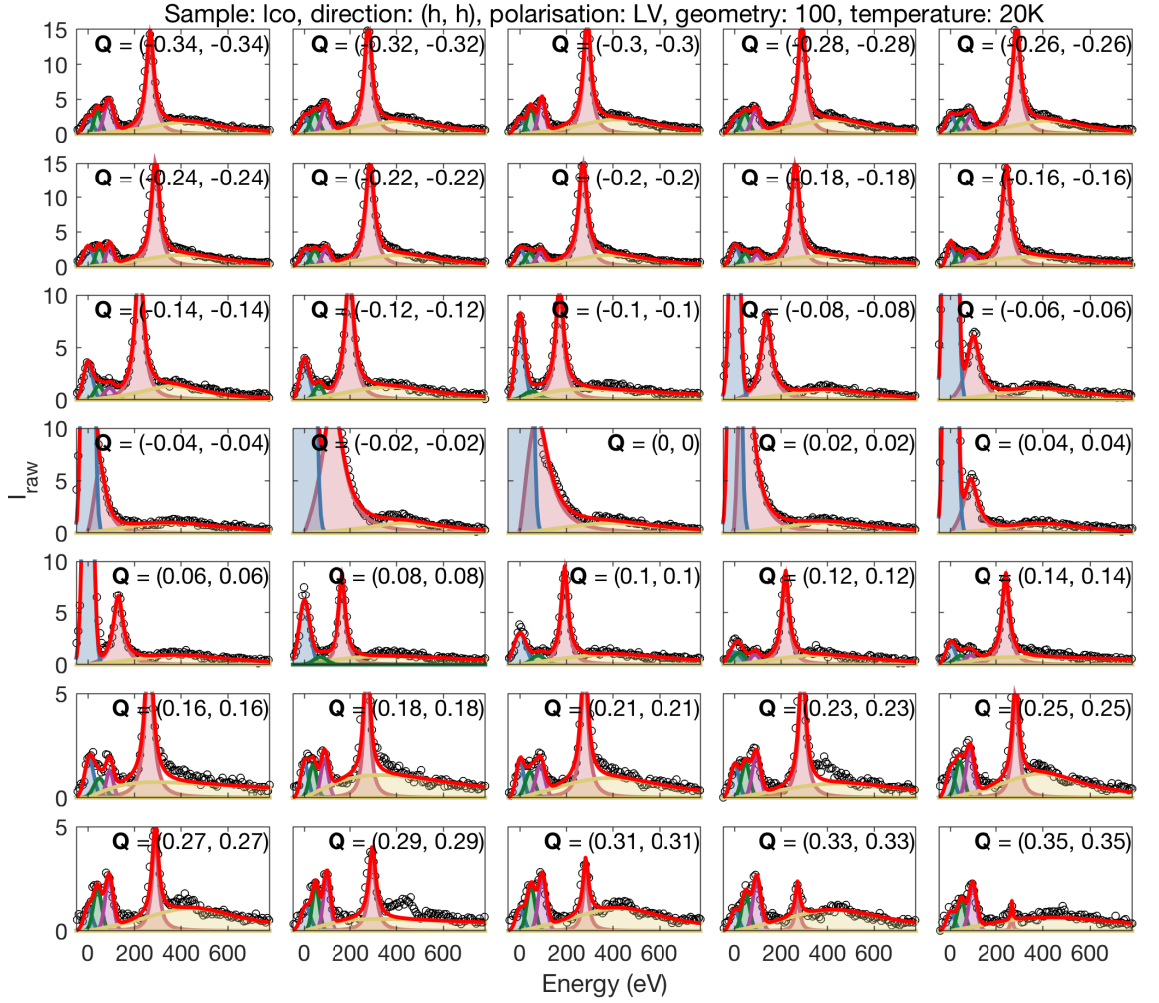 Sample: Ico, direction: (h, h), polarisation: LV, geometry: 100, temperature: 20K
15
10
5
0
Q = (-0.34, -0.34)
Q = (-0.32, -0.32)
Q = (-0.3, -0.3)
Q = (-0.28, -0.28)
Q = (-0.26, -0.26)
15
10
5
0
Q = (-0.24, -0.24)
Q = (-0.22, -0.22)
Q = (-0.2, -0.2)
Q = (-0.18, -0.18)
Q = (-0.16, -0.16)
10
5
0
Q = (-0.14, -0.14)
Q = (-0.12, -0.12)
Q = (-0.1, -0.1)
Q = (-0.08, -0.08)
Q = (-0.06, -0.06)
I_raw
10
5
0
Q = (-0.04, -0.04)
Q = (-0.02, -0.02)
Q = (0, 0)
Q = (0.02, 0.02)
Q = (0.04, 0.04)
10
5
0
Q = (0.06, 0.06)
Q = (0.08, 0.08)
Q = (0.1, 0.1)
Q = (0.12, 0.12)
Q = (0.14, 0.14)
5
0
Q = (0.16, 0.16)
Q = (0.18, 0.18)
Q = (0.21, 0.21)
Q = (0.23, 0.23)
Q = (0.25, 0.25)
5
0
Q = (0.27, 0.27)
Q = (0.29, 0.29)
Q = (0.31, 0.31)
Q = (0.33, 0.33)
Q = (0.35, 0.35)
0 200 400 600
0 200 400 600
0 200 400 600
0 200 400 600
0 200 400 600
Energy (eV)